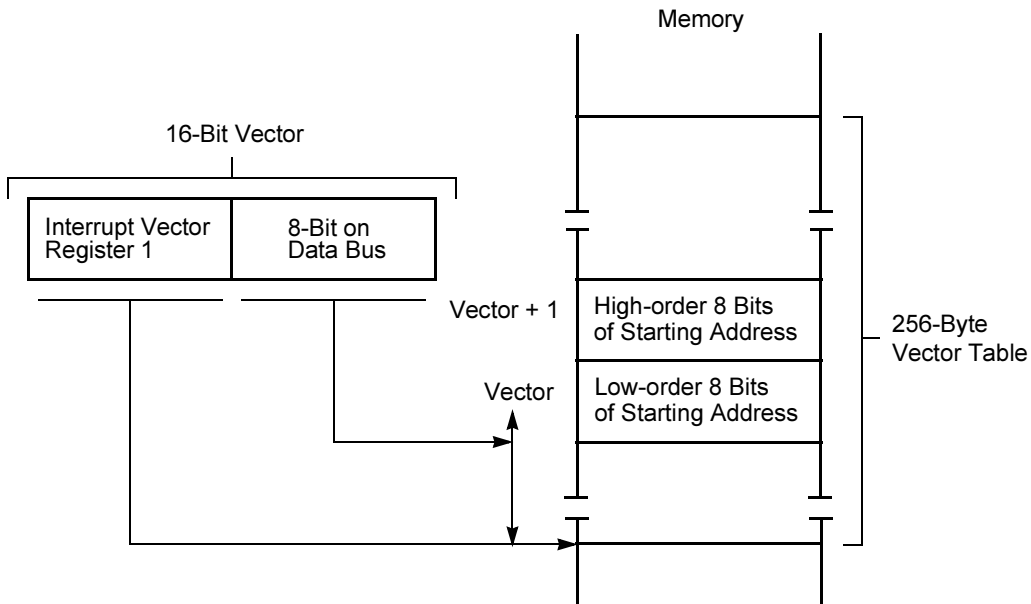 Memory
16-Bit Vector
Interrupt Vector
Register 1
8-Bit on
Data Bus
Vector + 1
High-order 8 Bits
of Starting Address
256-Byte
Vector Table
Vector
Low-order 8 Bits
of Starting Address